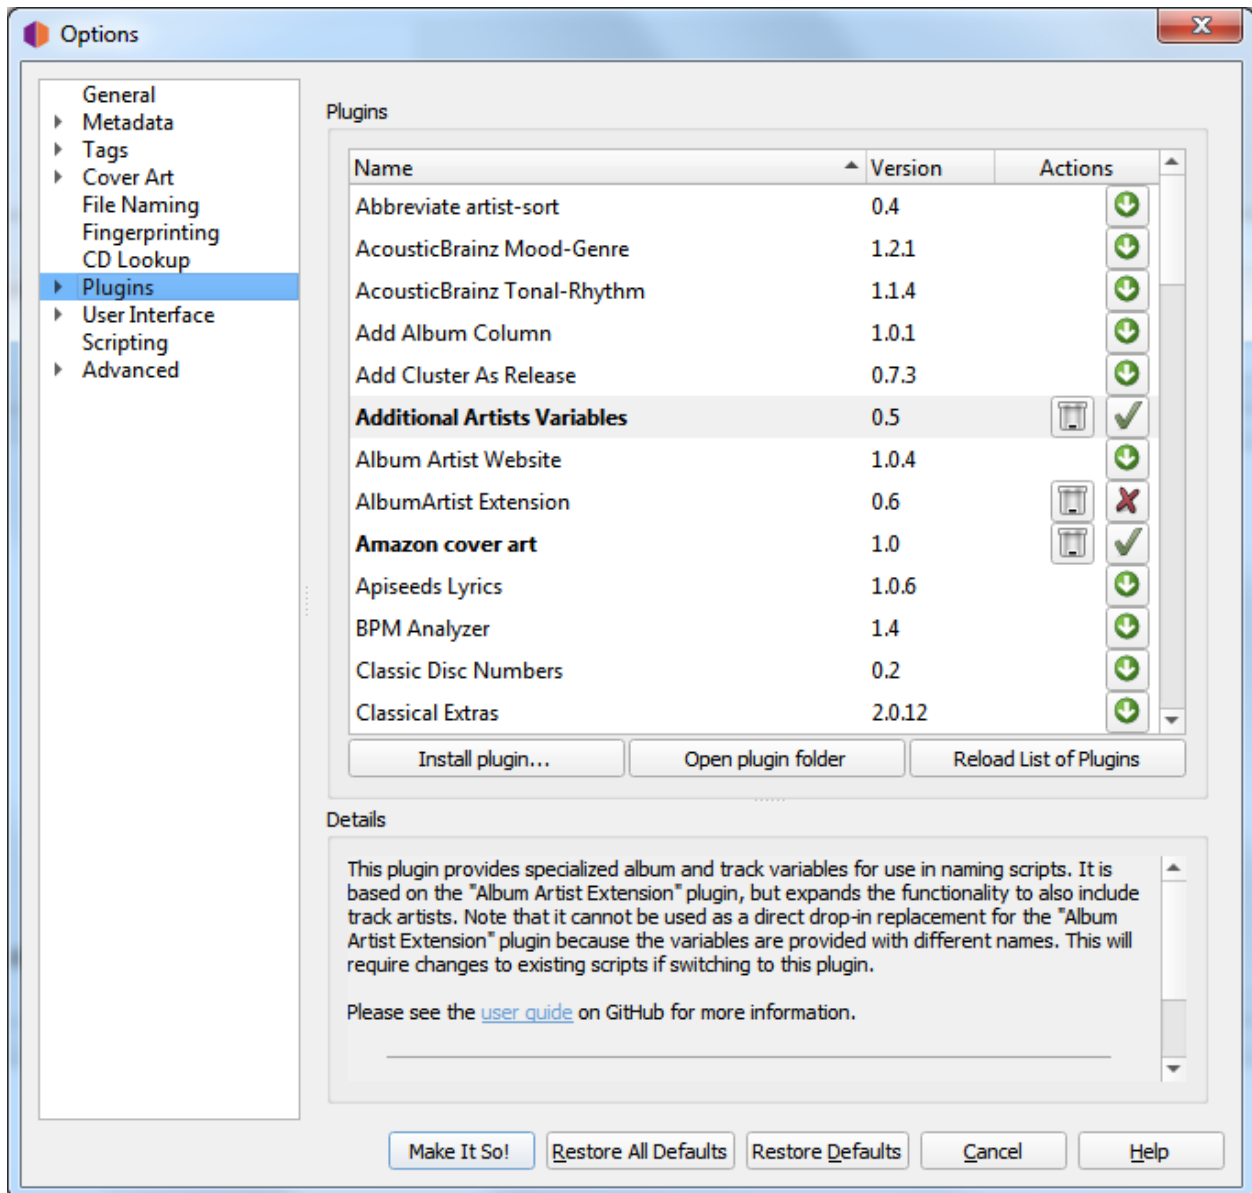 Options
General
Metadata
Tags
Cover Art
File Naming
Fingerprinting
CD Lookup
Plugins
User Interface
Scripting
Advanced
Plugins
Name Version Actions
Abbreviate artist-sort 0.4
AcousticBrainz Mood-Genre 1.2.1
AcousticBrainz Tonal-Rhythm 1.1.4
Add Album Column 1.0.1
Add Cluster As Release 0.7.3
Additional Artists Variables 0.5
Album Artist Website 1.0.4
AlbumArtist Extension 0.6
Amazon cover art 1.0
Apiseeds Lyrics 1.0.6
BPM Analyzer 1.4
Classic Disc Numbers 0.2
Classical Extras 2.0.12
Install plugin... Open plugin folder Reload List of Plugins
Details
This plugin provides specialized album and track variables for use in naming scripts. It is
based on the "Album Artist Extension" plugin, but expands the functionality to also include
track artists. Note that it cannot be used as a direct drop-in replacement for the "Album
Artist Extension" plugin because the variables are provided with different names. This will
require changes to existing scripts if switching to this plugin.
Please see the user guide on GitHub for more information.
Make It So! Restore All Defaults Restore Defaults Cancel Help